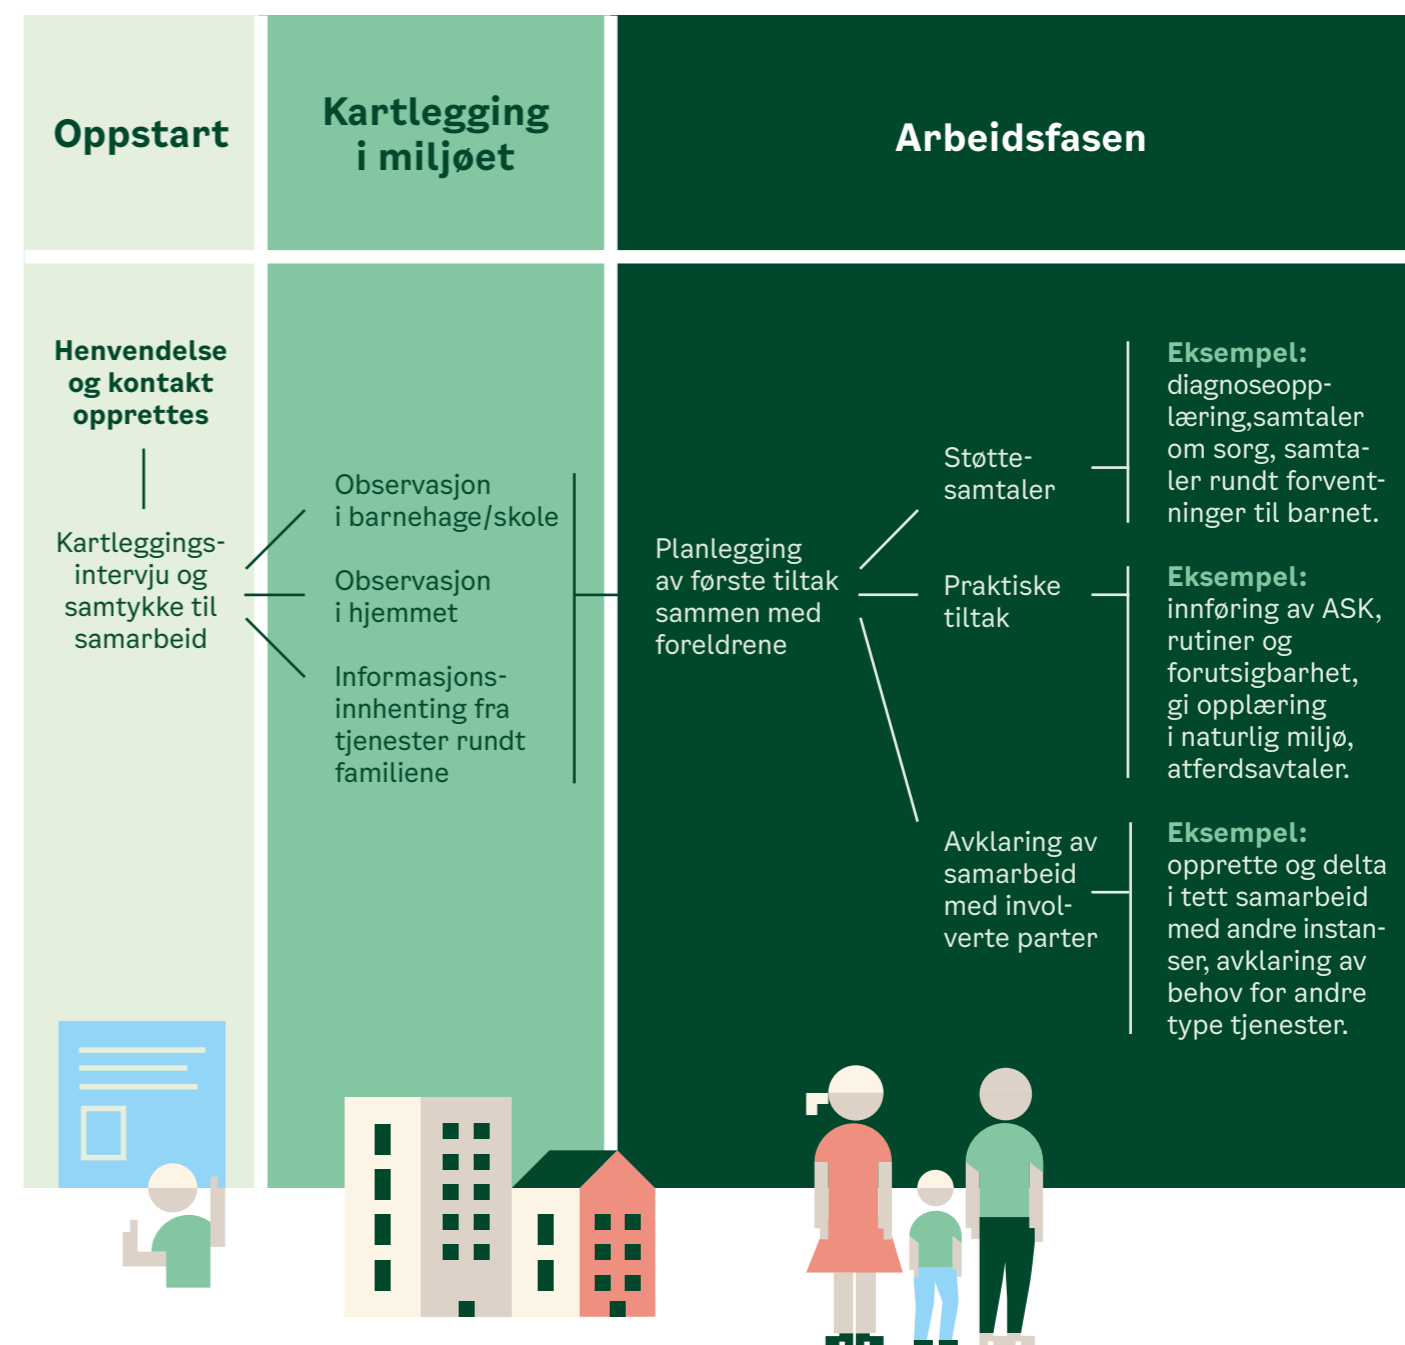 Oppstart
Kartlegging
i miljøet
Arbeidsfasen
Henvendelse
og kontakt
opprettes
Kartleggings-
intervju og
samtykke til
samarbeid
Observasjon
i barnehage/skole
Observasjon
i hjemmet
Informasjons-
innhenting fra
tjenester rundt
familiene
Planlegging
av første tiltak
sammen med
foreldrene
Støtte-
samtaler
Eksempel:
diagnoseopp-
læring,samtaler
om sorg, samta-
ler rundt forvent-
ninger til barnet.
Praktiske
tiltak
Eksempel:
innføring av ASK,
rutiner og
forutsigbarhet,
gi opplæring
i naturlig miljø,
atferdsavtaler.
Avklaring av
samarbeid
med invol-
verte parter
Eksempel:
opprette og delta
i tett samarbeid
med andre instan-
ser, avklaring av
behov for andre
type tjenester.